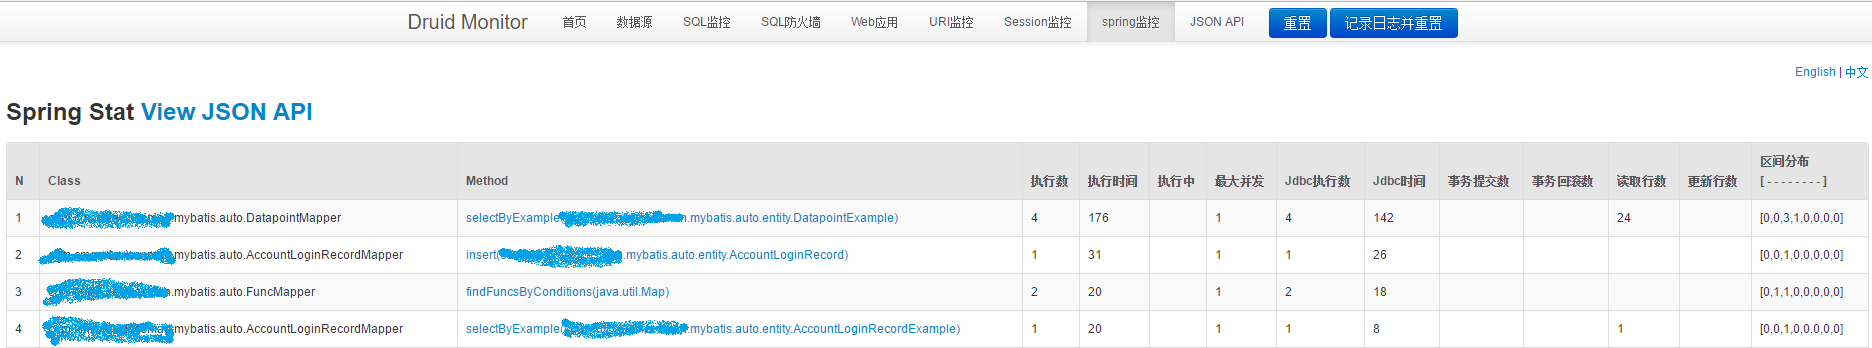 Druid Monitor 首页 数据源 SQL监控 SQL防火墙 Web应用 URI监控 Session监控 spring监控 JSON API 重置 记录日志并重置
English | 中文
Spring Stat View JSON API
N Class Method 执行数 执行时间 执行中 最大并发 Jdbc执行数 Jdbc时间 事务提交数 事务回滚数 读取行数 更新行数 区间分布
[ - - - - - - - - ]
1 .mybatis.auto.DatapointMapper selectByExample( .mybatis.auto.entity.DatapointExample) 4 176 1 4 142 24 [0,0,3,1,0,0,0,0]
2 .mybatis.auto.AccountLoginRecordMapper insert( .mybatis.auto.entity.AccountLoginRecord) 1 31 1 1 26 [0,0,1,0,0,0,0,0]
3 .mybatis.auto.FuncMapper findFuncsByConditions(java.util.Map) 2 20 1 2 18 [0,1,1,0,0,0,0,0]
4 .mybatis.auto.AccountLoginRecordMapper selectByExample( .mybatis.auto.entity.AccountLoginRecordExample) 1 20 1 1 8 1 [0,0,1,0,0,0,0,0]